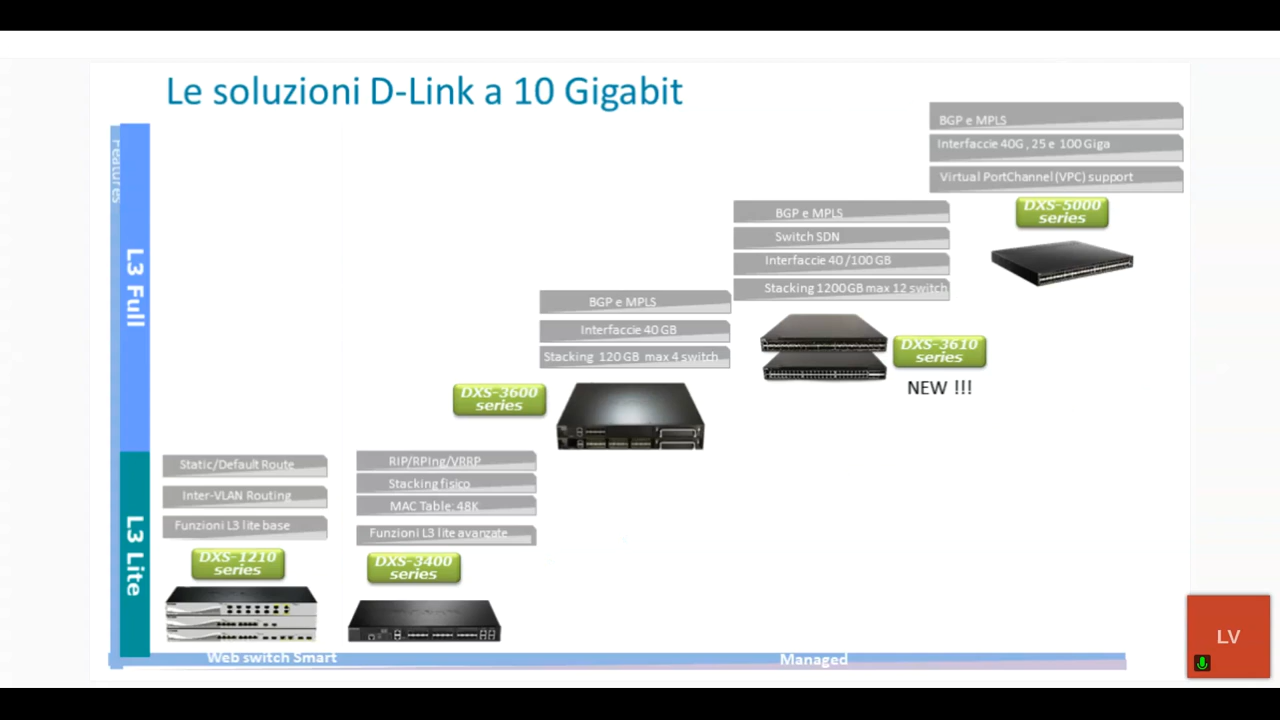 Le soluzioni D-Link a 10 Gigabit
Features
L3 Full
L3 Lite
BGP e MPLS
Interfaccie 40G , 25 e 100 Giga
Virtual PortChannel (VPC) support
DXS-5000
series
BGP e MPLS
Switch SDN
Interfaccie 40 /100 GB
Stacking 1200GB max 12 switch
DXS-3610
series
NEW !!!
BGP e MPLS
Interfaccie 40 GB
Stacking 120 GB max 4 switch
DXS-3600
series
Static/Default Route
Inter-VLAN Routing
Funzioni L3 lite base
DXS-1210
series
RIP/RPIng/VRRP
Stacking fisico
MAC Table: 48K
Funzioni L3 lite avanzate
DXS-3400
series
Web switch Smart
Managed
LV